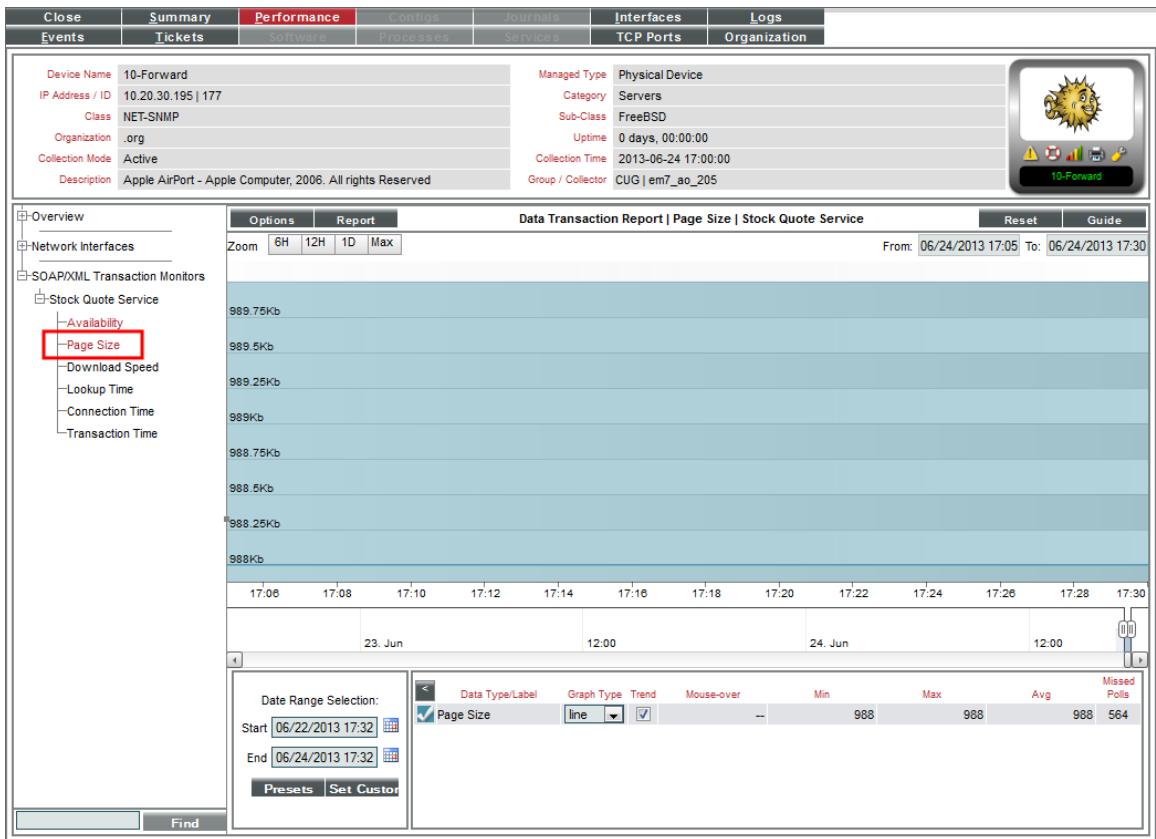 Close Summary Performance Configs Journals Interfaces Logs
Events Tickets Software Processes Services TCP Ports Organization
Device Name 10-Forward Managed Type Physical Device
IP Address / ID 10.20.30.195 | 177 Category Servers
Class NET-SNMP Sub-Class FreeBSD
Organization .org Uptime 0 days, 00:00:00
Collection Mode Active Collection Time 2013-06-24 17:00:00
Description Apple AirPort - Apple Computer, 2006. All rights Reserved Group / Collector CUG | em7_ao_205
10-Forward
Overview
Network Interfaces
SOAP/XML Transaction Monitors
Stock Quote Service
Availability
Page Size
Download Speed
Lookup Time
Connection Time
Transaction Time
Find
Options Report Data Transaction Report | Page Size | Stock Quote Service Reset Guide
Zoom 6H 12H 1D Max From: 06/24/2013 17:05 To: 06/24/2013 17:30
989.75Kb
989.5Kb
989.25Kb
989Kb
988.75Kb
988.5Kb
988.25Kb
988Kb
17:06 17:08 17:10 17:12 17:14 17:16 17:18 17:20 17:22 17:24 17:26 17:28 17:30
23. Jun 12:00 24. Jun 12:00
Date Range Selection:
Start 06/22/2013 17:32
End 06/24/2013 17:32
Presets Set Custor
< Data Type/Label Graph Type Trend Mouse-over Min Max Avg Missed Polls
Page Size line -- 988 988 988 564